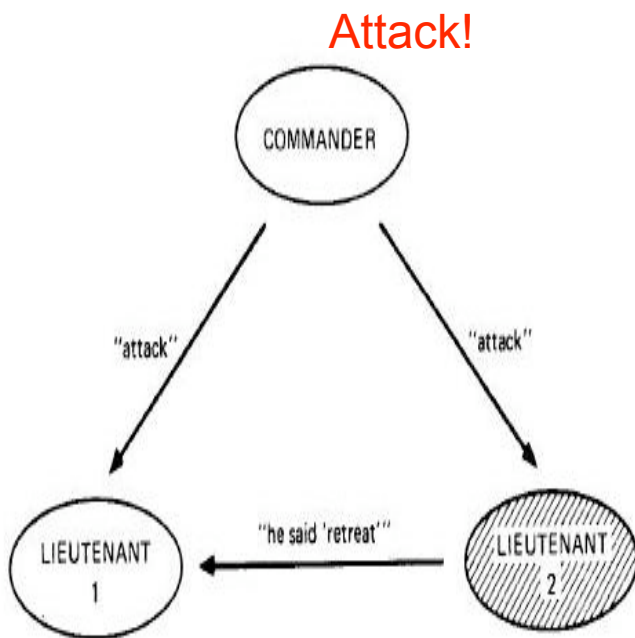 Attack!
COMMANDER
"attack"
"attack"
"he said 'retreat'"
LIEUTENANT
1
LIEUTENANT
2